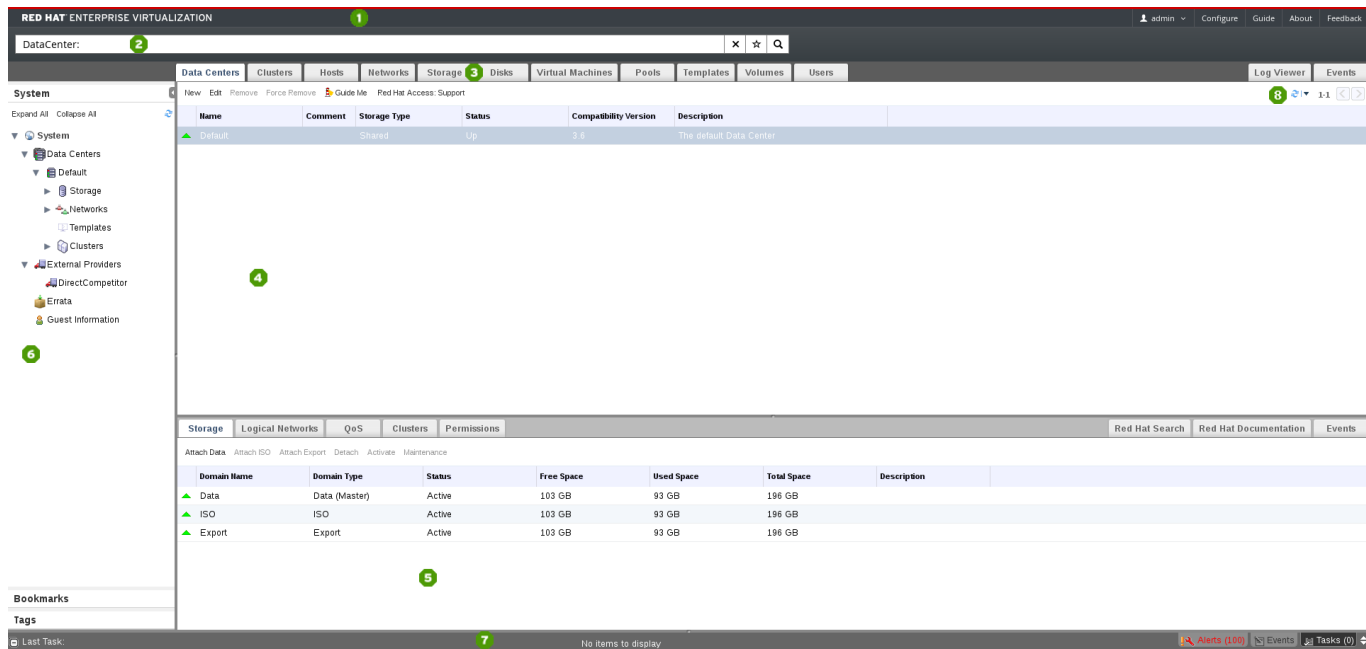 RED HAT ENTERPRISE VIRTUALIZATION 1 admin Configure Guide About Feedback
DataCenter: 2
Data Centers Clusters Hosts Networks Storage 3 Disks Virtual Machines Pools Templates Volumes Users Log Viewer Events
System New Edit Remove Force Remove Guide Me Red Hat Access: Support 8 1-1
Expand All Collapse All
Name Comment Storage Type Status Compatibility Version Description
System Default Shared Up 3.6 The default Data Center
Data Centers
Default
Storage
Networks
Templates
Clusters
External Providers
DirectCompetitor
Errata
Guest Information
4
6
Storage Logical Networks QoS Clusters Permissions Red Hat Search Red Hat Documentation Events
Attach Data Attach ISO Attach Export Detach Activate Maintenance
Domain Name Domain Type Status Free Space Used Space Total Space Description
Data Data (Master) Active 103 GB 93 GB 196 GB
ISO ISO Active 103 GB 93 GB 196 GB
Export Export Active 103 GB 93 GB 196 GB
5
Bookmarks
Tags
Last Task: 7 No items to display Alerts (100) Events Tasks (0)